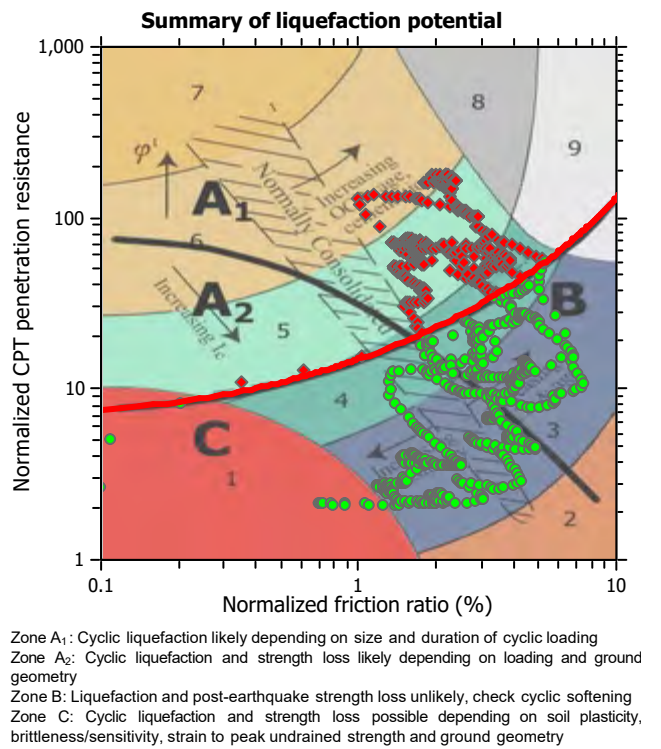 Summary of liquefaction potential
1,000
100
10
1
0.1
1
10
Normalized CPT penetration resistance
Normalized friction ratio (%)
7
8
9
φ'
A1
6
A2
5
B
4
C
1
3
2
Normally Consolidated
Increasing
Increasing Ic
Zone A1: Cyclic liquefaction likely depending on size and duration of cyclic loading
Zone A2: Cyclic liquefaction and strength loss likely depending on loading and ground
geometry
Zone B: Liquefaction and post-earthquake strength loss unlikely, check cyclic softening
Zone C: Cyclic liquefaction and strength loss possible depending on soil plasticity,
brittleness/sensitivity, strain to peak undrained strength and ground geometry